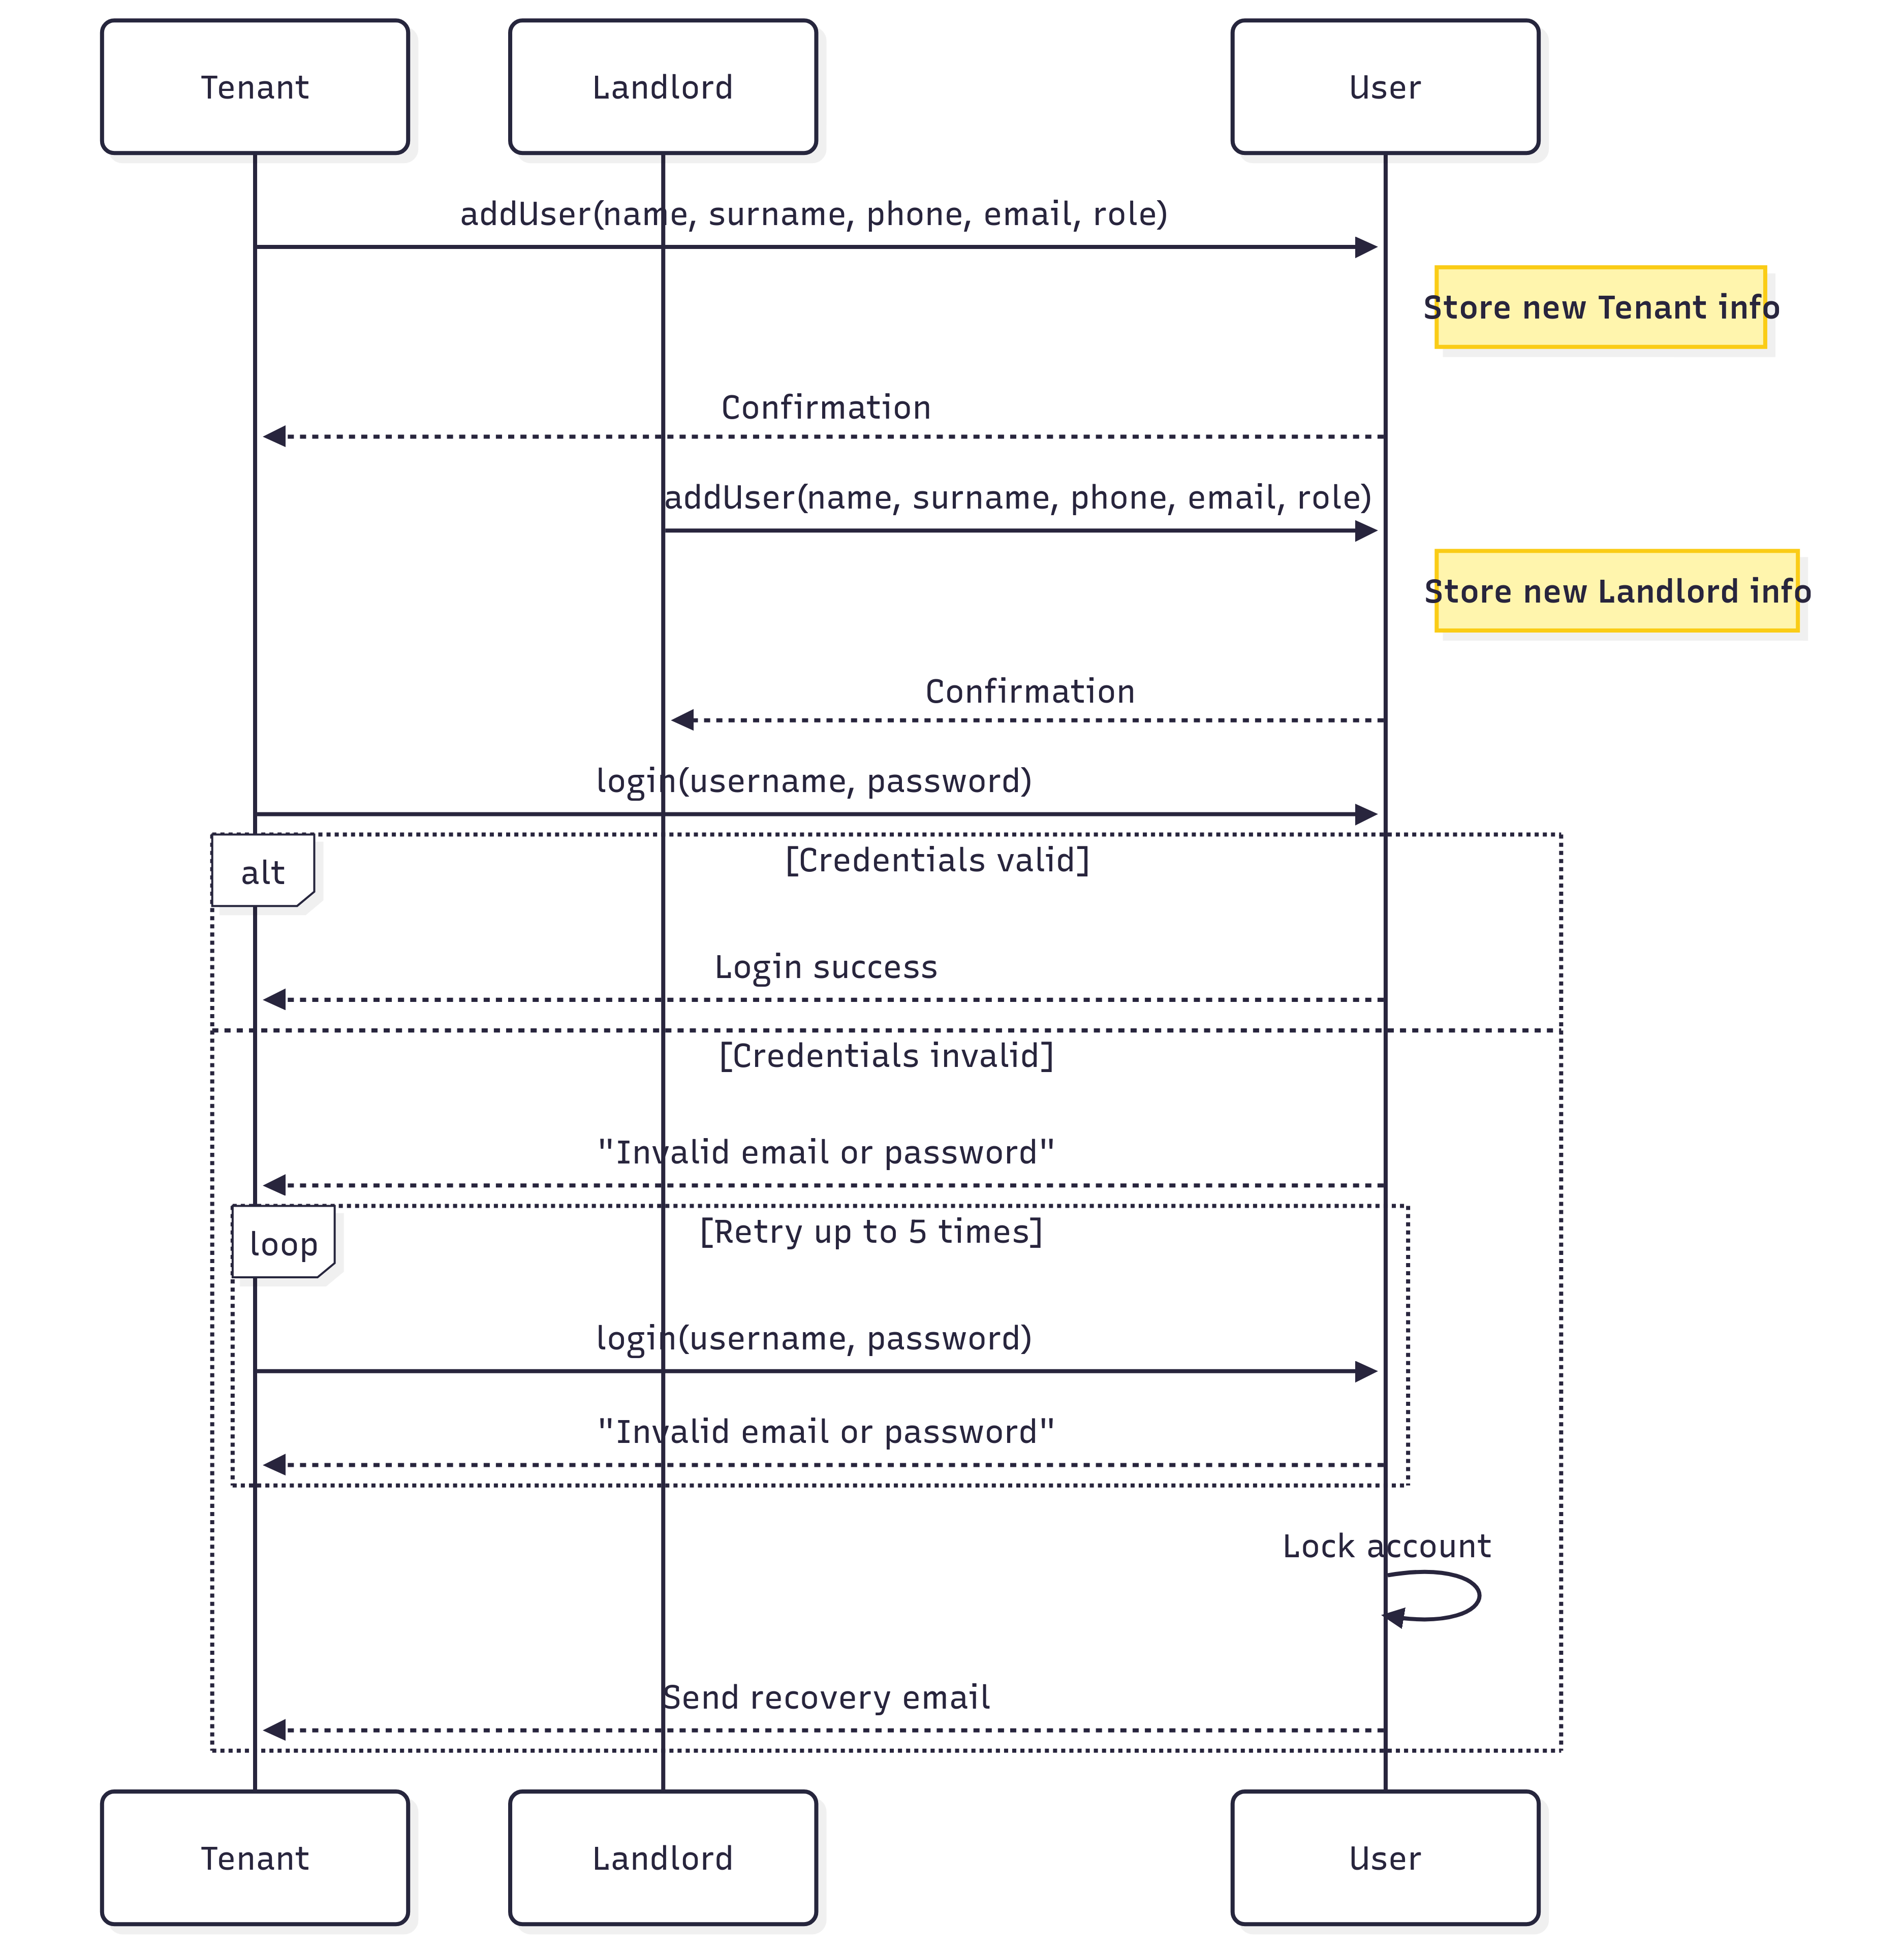 Tenant
Landlord
User
addUser(name, surname, phone, email, role)
Store new Tenant info
Confirmation
addUser(name, surname, phone, email, role)
Store new Landlord info
Confirmation
login(username, password)
alt
[Credentials valid]
Login success
[Credentials invalid]
"Invalid email or password"
loop
[Retry up to 5 times]
login(username, password)
"Invalid email or password"
Lock account
Send recovery email
Tenant
Landlord
User